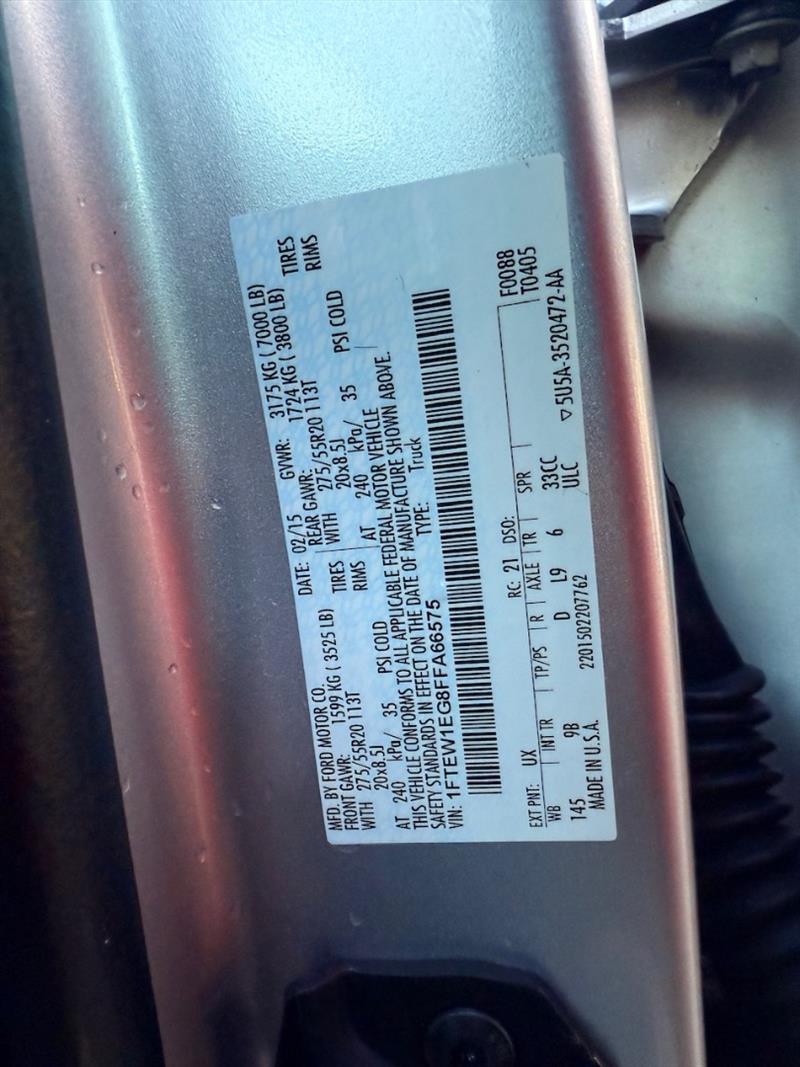 MFD. BY FORD MOTOR CO. DATE: 02/15 GVWR: 3175 KG ( 7000 LB)
FRONT GAWR: 1599 KG ( 3525 LB) REAR GAWR: 1724 KG ( 3800 LB)
WITH 275/55R20 113T TIRES WITH 275/55R20 113T TIRES
20x8.5J RIMS 20x8.5J RIMS
AT 240 kPa/ 35 PSI COLD AT 240 kPa/ 35 PSI COLD
THIS VEHICLE CONFORMS TO ALL APPLICABLE FEDERAL MOTOR VEHICLE
SAFETY STANDARDS IN EFFECT ON THE DATE OF MANUFACTURE SHOWN ABOVE.
VIN: 1FTEW1EG8FFA66575 TYPE: Truck
EXT PNT: UX RC: 21 DSO: F0088
WB INT TR TP/PS R AXLE TR SPR T0405
145 9B D L9 6 33CC
ULC
MADE IN U.S.A. 2201502207762 ▽5U5A-3520472-AA